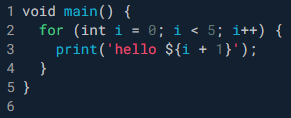 1 void main() {
2   for (int i = 0; i < 5; i++) {
3     print('hello ${i + 1}');
4   }
5 }
6